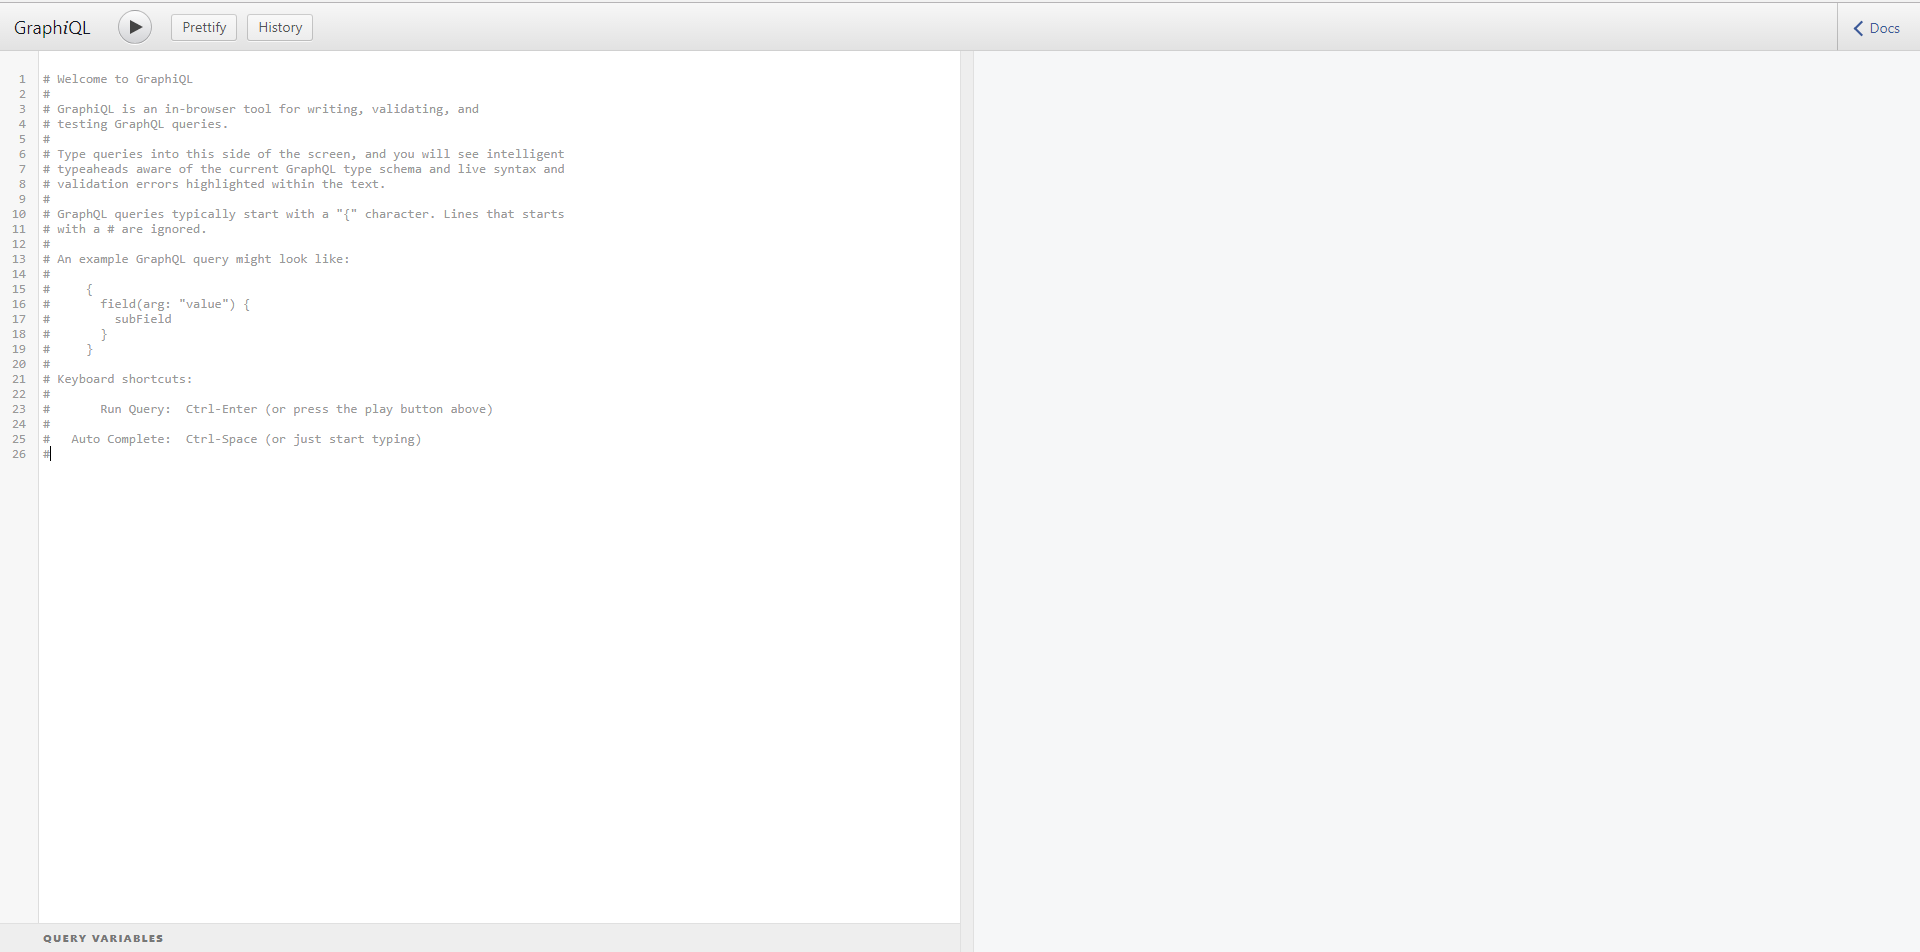 GraphiQL Prettify History Docs
1 # Welcome to GraphiQL
2 #
3 # GraphiQL is an in-browser tool for writing, validating, and
4 # testing GraphQL queries.
5 #
6 # Type queries into this side of the screen, and you will see intelligent
7 # typeaheads aware of the current GraphQL type schema and live syntax and
8 # validation errors highlighted within the text.
9 #
10 # GraphQL queries typically start with a "{" character. Lines that starts
11 # with a # are ignored.
12 #
13 # An example GraphQL query might look like:
14 #
15 #     {
16 #       field(arg: "value") {
17 #         subField
18 #       }
19 #     }
20 #
21 # Keyboard shortcuts:
22 #
23 #       Run Query:  Ctrl-Enter (or press the play button above)
24 #
25 #   Auto Complete:  Ctrl-Space (or just start typing)
26 #
QUERY VARIABLES